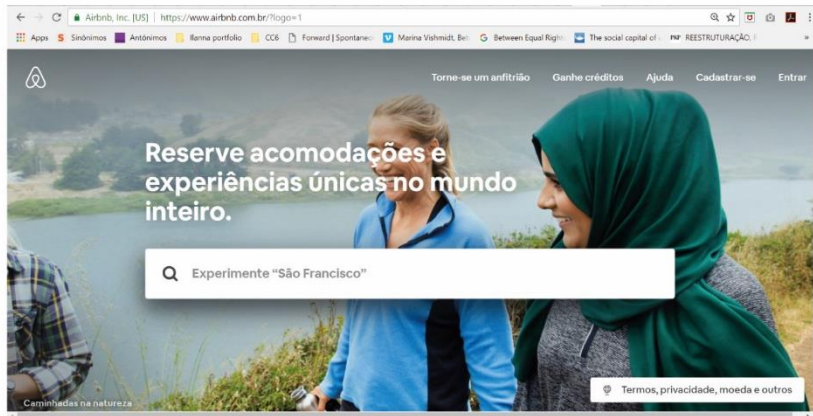 Airbnb, Inc. [US] | https://www.airbnb.com.br/?logo=1
Apps S Sinônimos Antônimos Ilanna portfolio CC6 Forward | Spontaneo Marina Vishmidt, Bei G Between Equal Right The social capital of REESTRUTURAÇÃO
Torne-se um anfitrião Ganhe créditos Ajuda Cadastrar-se Entrar
Reserve acomodações e
experiências únicas no mundo
inteiro.
Experimente “São Francisco”
Termos, privacidade, moeda e outros
Caminhadas na natureza